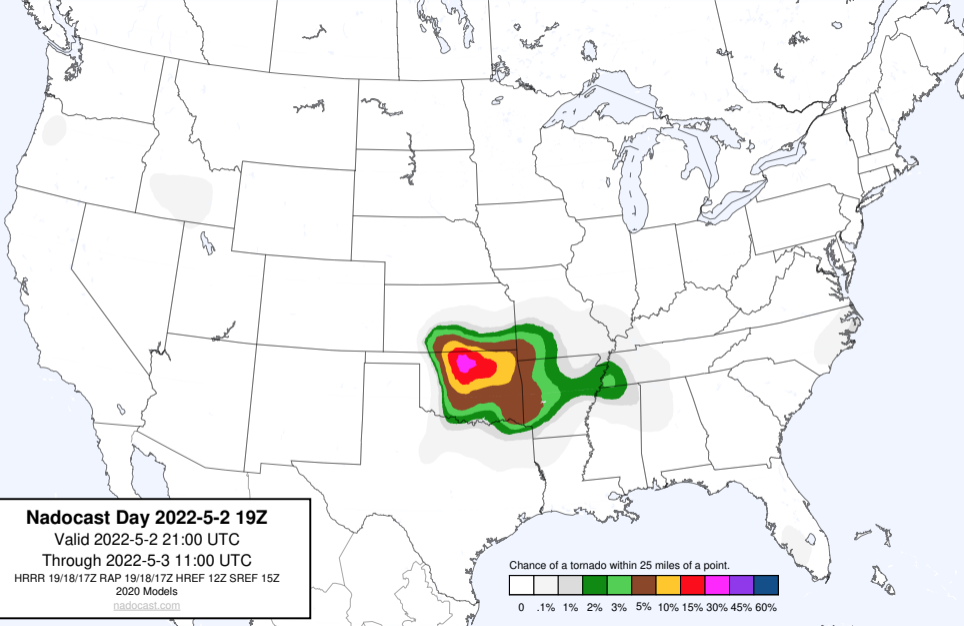 Nadocast Day 2022-5-2 19Z
Valid 2022-5-2 21:00 UTC
Through 2022-5-3 11:00 UTC
HRRR 19/18/17Z RAP 19/18/17Z HREF 12Z SREF 15Z
2020 Models
nadocast.com
Chance of a tornado within 25 miles of a point.
0 .1% 1% 2% 3% 5% 10% 15% 30% 45% 60%